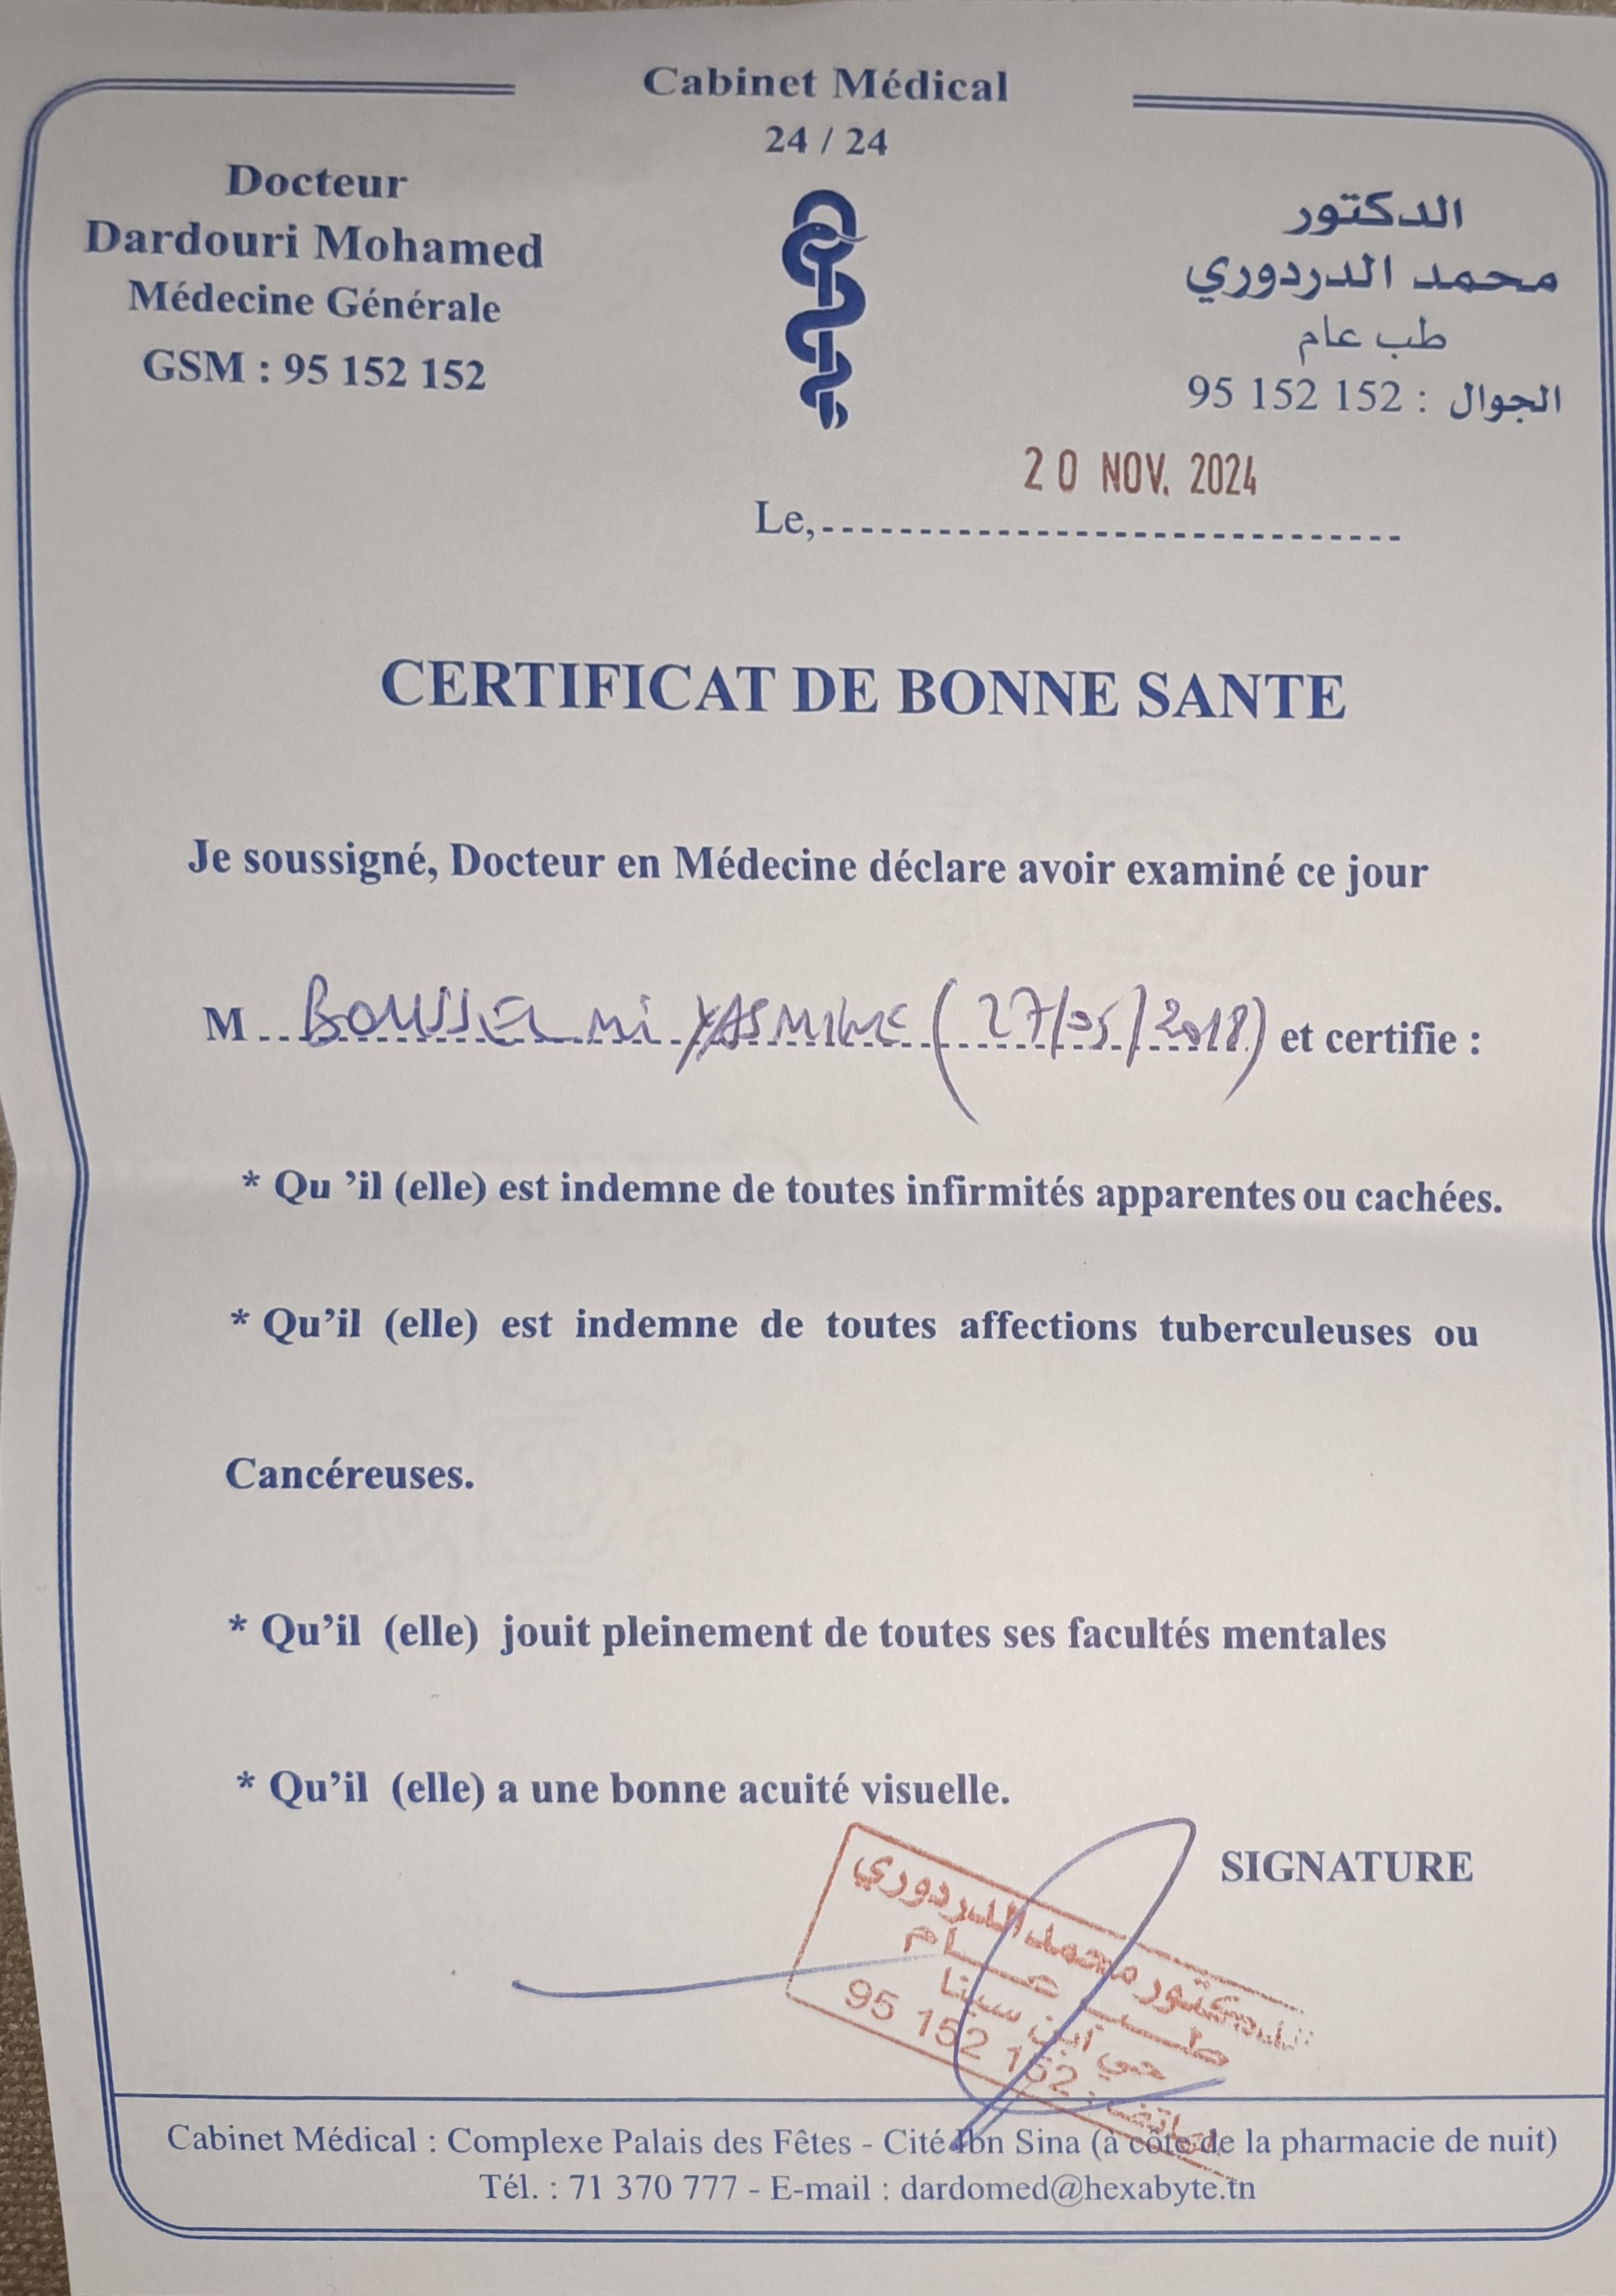 Cabinet Médical
24 / 24
Docteur
Dardouri Mohamed
Médecine Générale
GSM : 95 152 152
الدكتور
محمد الدردوري
طب عام
الجوال : 152 152 95
20 NOV. 2024
Le,
CERTIFICAT DE BONNE SANTE
Je soussigné, Docteur en Médecine déclare avoir examiné ce jour
M BOUSSELMI YASMINE (27/05/2018) et certifie :
* Qu 'il (elle) est indemne de toutes infirmités apparentes ou cachées.
* Qu'il (elle) est indemne de toutes affections tuberculeuses ou
Cancéreuses.
* Qu'il (elle) jouit pleinement de toutes ses facultés mentales
* Qu'il (elle) a une bonne acuité visuelle.
SIGNATURE
الدكتور محمد الدردوري
طب عام
حي ابن سينا
الهاتف : 152 152 95
Cabinet Médical : Complexe Palais des Fêtes - Cité Ibn Sina (à côté de la pharmacie de nuit)
Tél. : 71 370 777 - E-mail : dardomed@hexabyte.tn